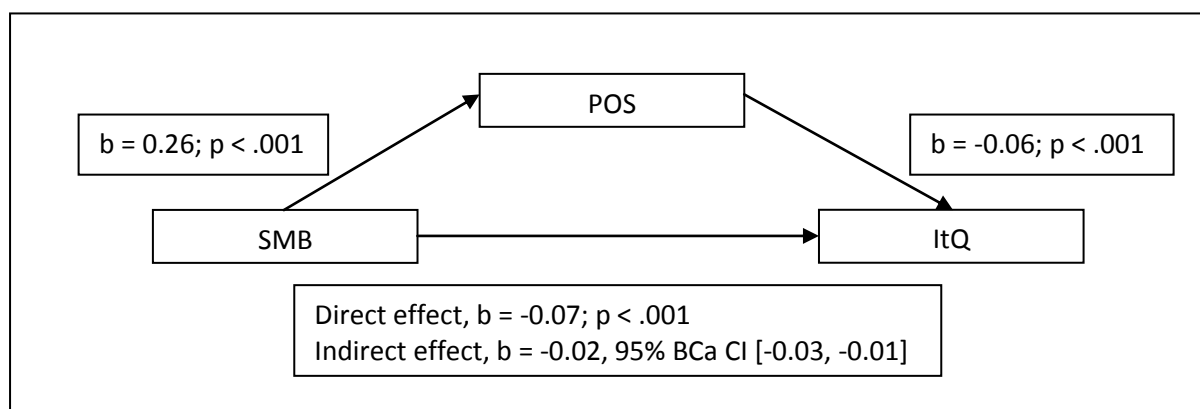 POS
b = 0.26; p < .001
b = -0.06; p < .001
SMB
ItQ
Direct effect, b = -0.07; p < .001
Indirect effect, b = -0.02, 95% BCa CI [-0.03, -0.01]